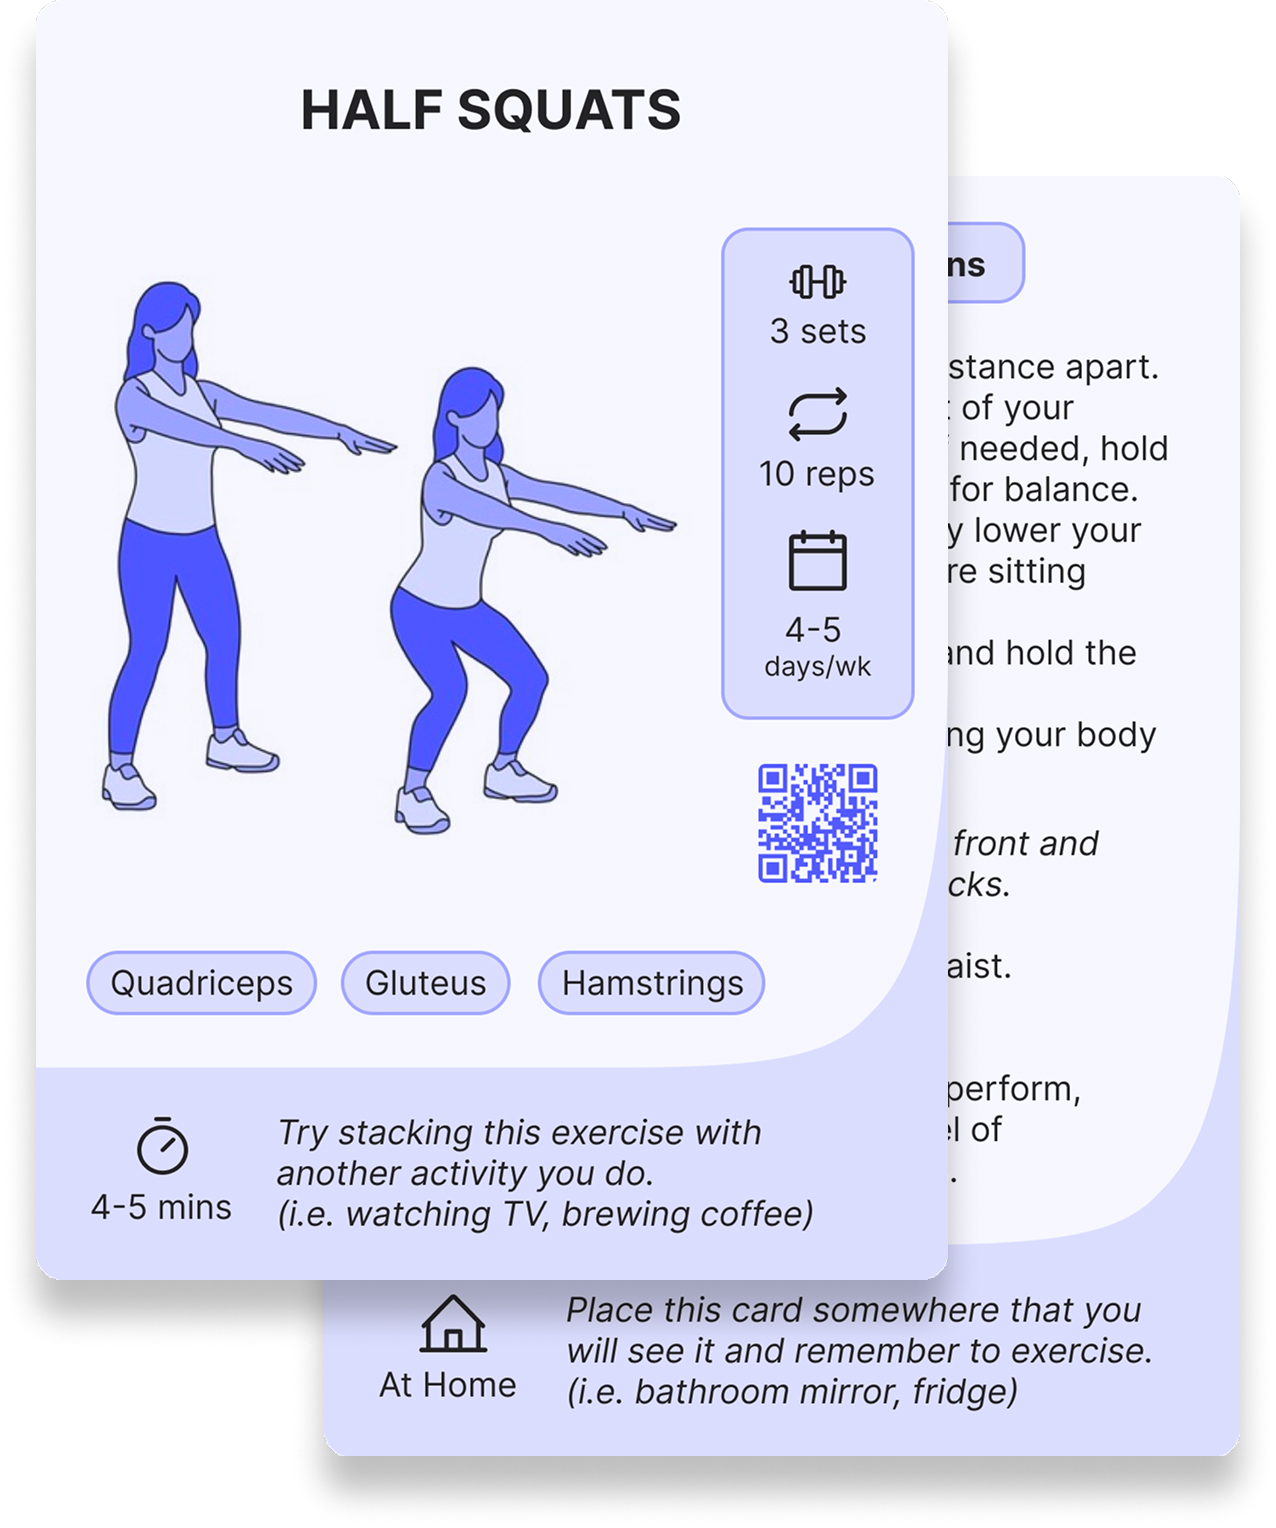 HALF SQUATS
3 sets
10 reps
4-5
days/wk
Quadriceps
Gluteus
Hamstrings
4-5 mins
Try stacking this exercise with
another activity you do.
(i.e. watching TV, brewing coffee)
ns
stance apart.
of your
needed, hold
for balance.
y lower your
re sitting
and hold the
ng your body
front and
cks.
aist.
perform,
el of
.
At Home
Place this card somewhere that you
will see it and remember to exercise.
(i.e. bathroom mirror, fridge)